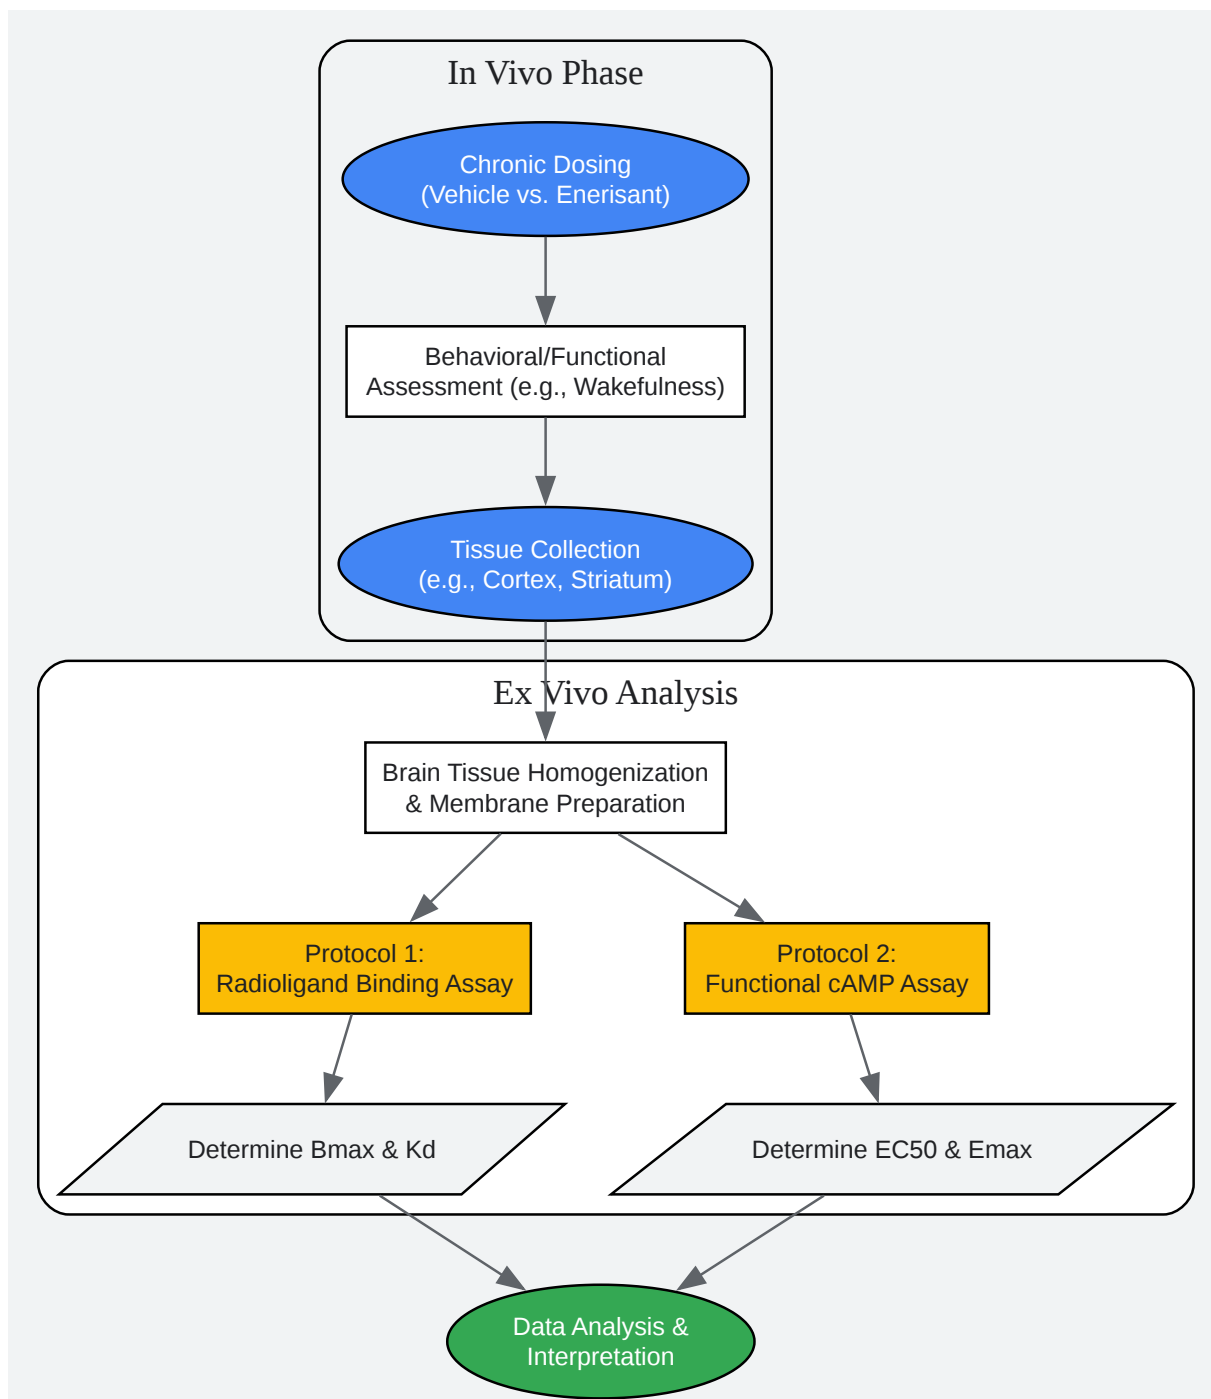 In Vivo Phase
Chronic Dosing
(Vehicle vs. Enerisant)
Behavioral/Functional
Assessment (e.g., Wakefulness)
Tissue Collection
(e.g., Cortex, Striatum)
Ex Vivo Analysis
Brain Tissue Homogenization
& Membrane Preparation
Protocol 1:
Radioligand Binding Assay
Protocol 2:
Functional cAMP Assay
Determine Bmax & Kd
Determine EC50 & Emax
Data Analysis &
Interpretation